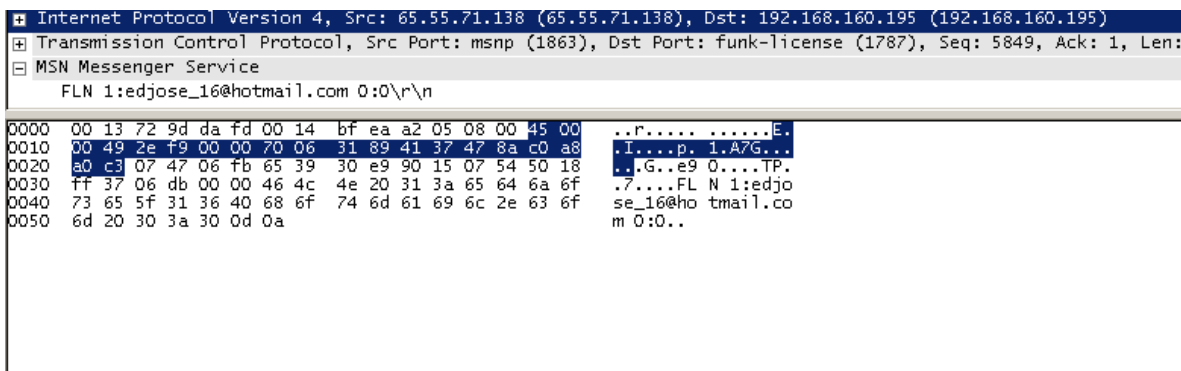 Internet Protocol Version 4, Src: 65.55.71.138 (65.55.71.138), Dst: 192.168.160.195 (192.168.160.195)
Transmission Control Protocol, Src Port: msnp (1863), Dst Port: funk-license (1787), Seq: 5849, Ack: 1, Len:
MSN Messenger Service
FLN 1:edjose_16@hotmail.com 0:0\r\n
0000 00 13 72 9d da fd 00 14 bf ea a2 05 08 00 45 00 ..r..... ......E.
0010 00 49 2e f9 00 00 70 06 31 89 41 37 47 8a c0 a8 .I....p. 1.A7G...
0020 a0 c3 07 47 06 fb 65 39 30 e9 90 15 07 54 50 18 ...G..e9 0....TP.
0030 ff 37 06 db 00 00 46 4c 4e 20 31 3a 65 64 6a 6f .7....FL N 1:edjo
0040 73 65 5f 31 36 40 68 6f 74 6d 61 69 6c 2e 63 6f se_16@ho tmail.co
0050 6d 20 30 3a 30 0d 0a m 0:0..